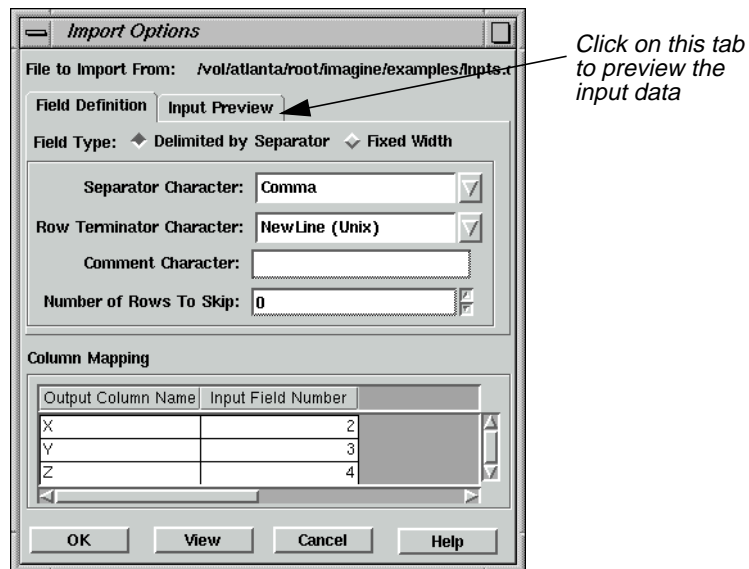 Import Options
File to Import From: /vol/atlanta/root/imagine/examples/Inpts.
Click on this tab
to preview the
input data
Field Definition Input Preview
Field Type: Delimited by Separator Fixed Width
Separator Character: Comma
Row Terminator Character: NewLine (Unix)
Comment Character:
Number of Rows To Skip: 0
Column Mapping
Output Column Name Input Field Number
X 2
Y 3
Z 4
OK View Cancel Help